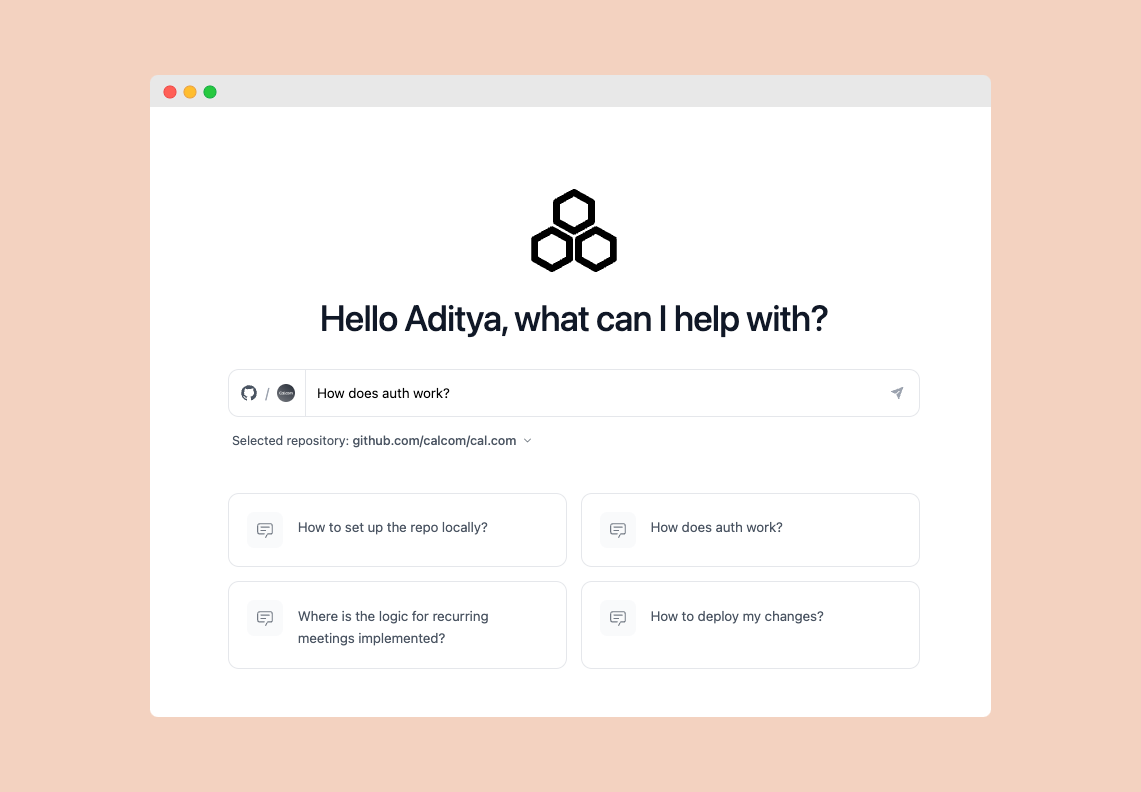 Hello Aditya, what can I help with?
/
How does auth work?
Selected repository: github.com/calcom/cal.com
How to set up the repo locally?
How does auth work?
Where is the logic for recurring
meetings implemented?
How to deploy my changes?